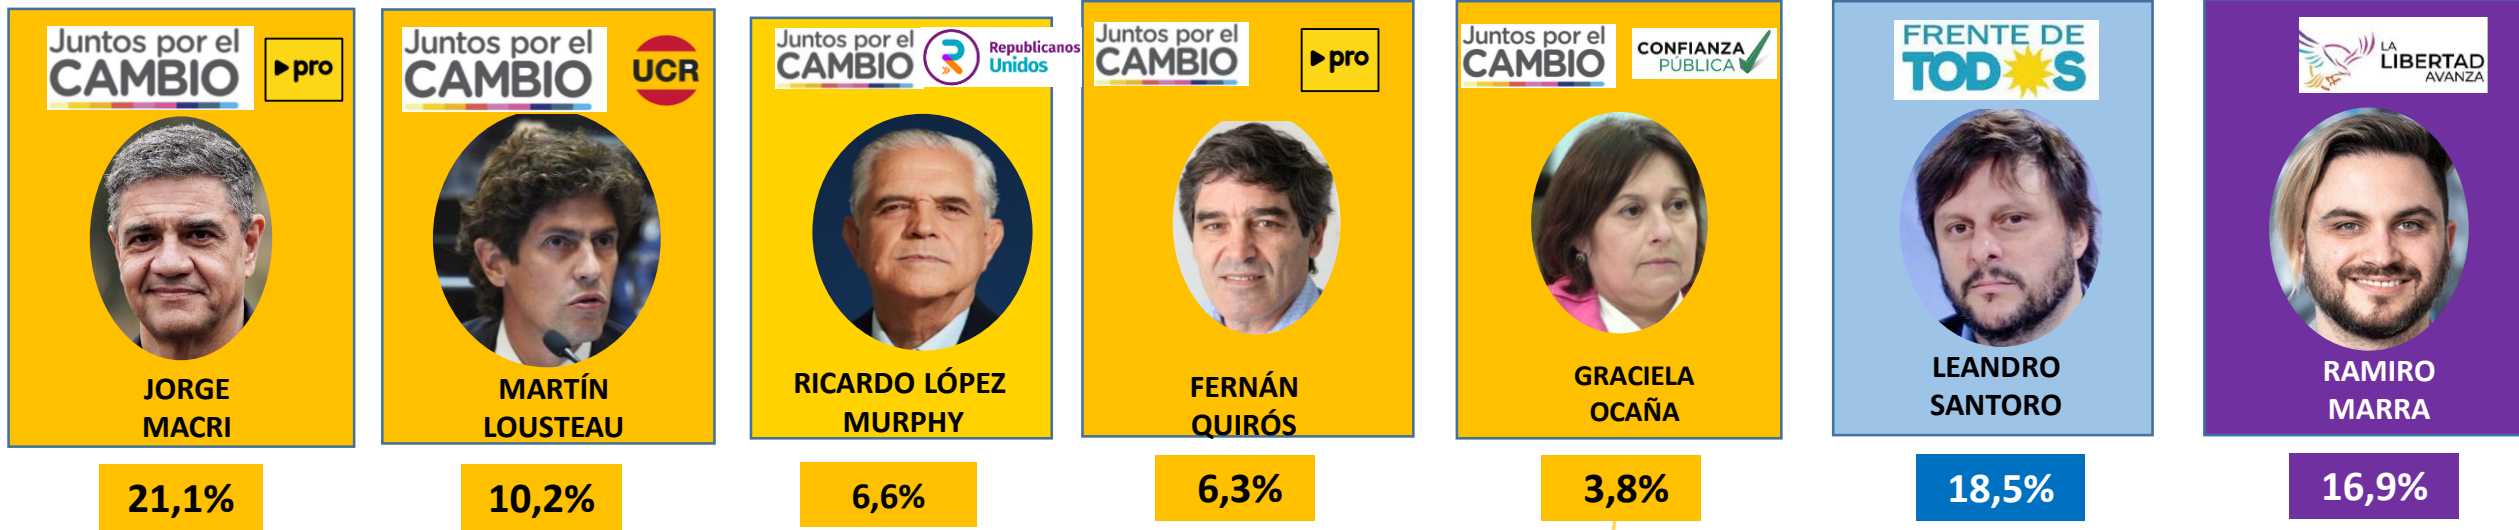 Juntos por el
CAMBIO
pro
JORGE
MACRI
21,1%
Juntos por el
CAMBIO
UCR
MARTÍN
LOUSTEAU
10,2%
Juntos por el
CAMBIO
Republicanos
Unidos
RICARDO LÓPEZ
MURPHY
6,6%
Juntos por el
CAMBIO
pro
FERNÁN
QUIRÓS
6,3%
Juntos por el
CAMBIO
CONFIANZA
PÚBLICA
GRACIELA
OCAÑA
3,8%
FRENTE DE
TODOS
LEANDRO
SANTORO
18,5%
LA
LIBERTAD
AVANZA
RAMIRO
MARRA
16,9%